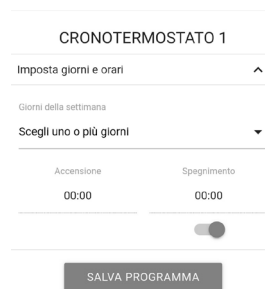 CRONOTERMOSTATO 1
Imposta giorni e orari
Giorni della settimana
Scegli uno o più giorni
Accensione Spegnimento
00:00 00:00
SALVA PROGRAMMA